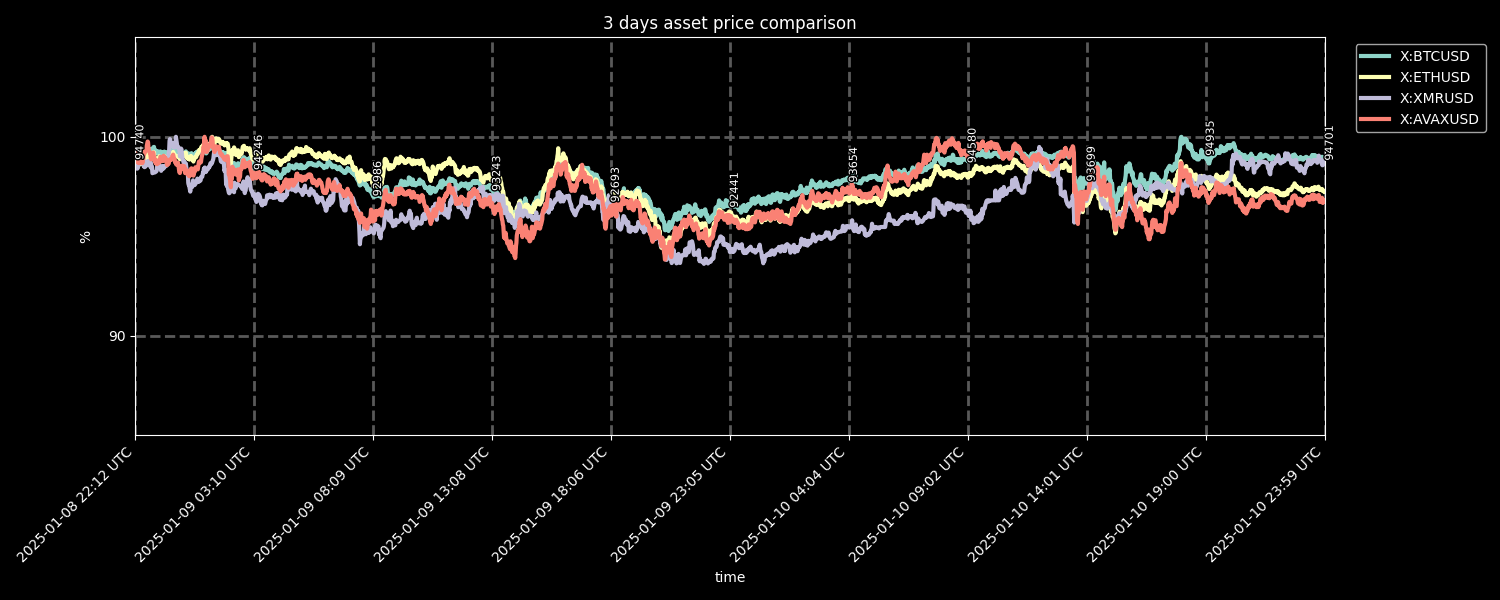 3 days asset price comparison
X:BTCUSD
X:ETHUSD
X:XMRUSD
X:AVAXUSD
%
100
90
94740
94246
92986
93243
92693
92441
93654
94580
93699
94935
94701
2025-01-08 22:12 UTC
2025-01-09 03:10 UTC
2025-01-09 08:09 UTC
2025-01-09 13:08 UTC
2025-01-09 18:06 UTC
2025-01-09 23:05 UTC
2025-01-10 04:04 UTC
2025-01-10 09:02 UTC
2025-01-10 14:01 UTC
2025-01-10 19:00 UTC
2025-01-10 23:59 UTC
time